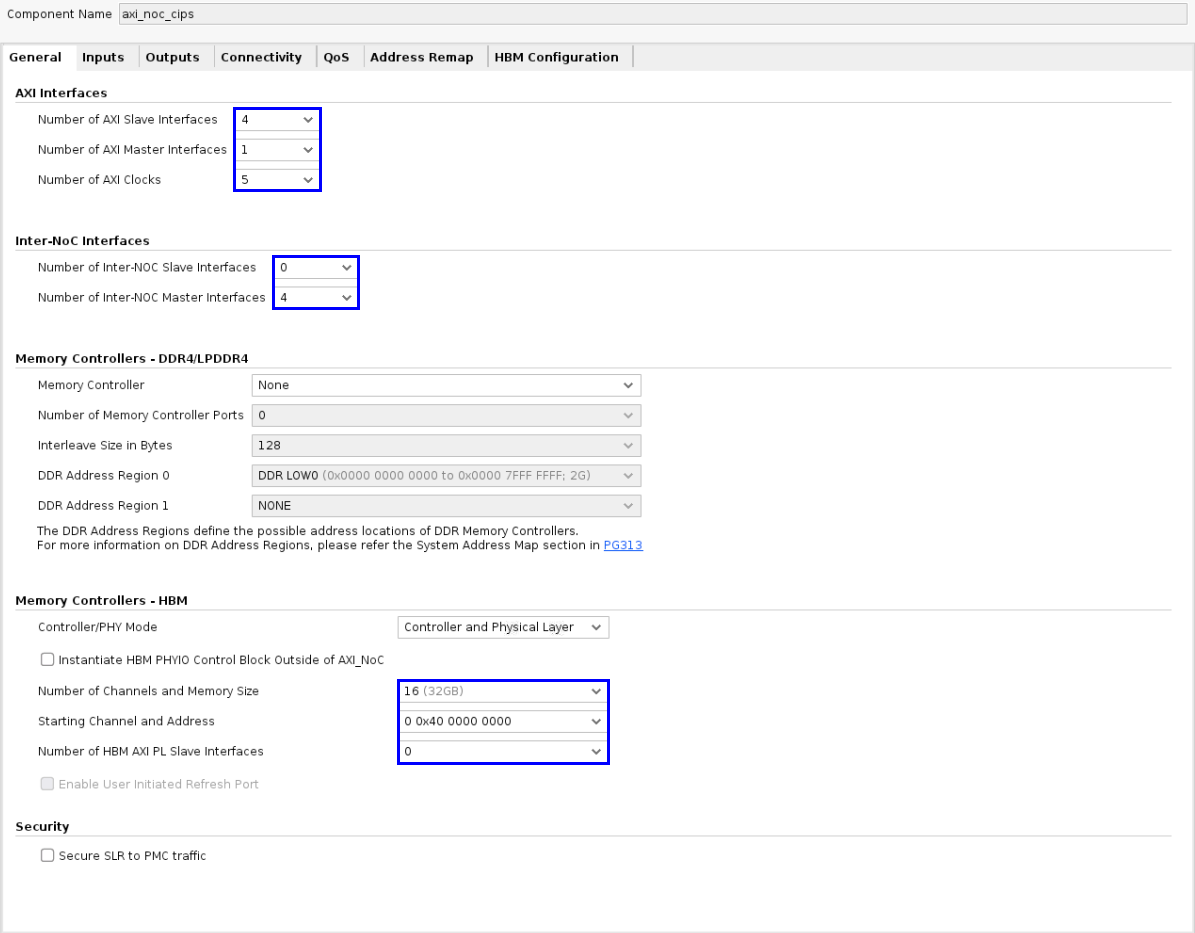 Component Name axi_noc_cips
General Inputs Outputs Connectivity QoS Address Remap HBM Configuration
AXI Interfaces
Number of AXI Slave Interfaces 4
Number of AXI Master Interfaces 1
Number of AXI Clocks 5
Inter-NoC Interfaces
Number of Inter-NOC Slave Interfaces 0
Number of Inter-NOC Master Interfaces 4
Memory Controllers - DDR4/LPDDR4
Memory Controller None
Number of Memory Controller Ports 0
Interleave Size in Bytes 128
DDR Address Region 0 DDR LOW0 (0x0000 0000 0000 to 0x0000 7FFF FFFF; 2G)
DDR Address Region 1 NONE
The DDR Address Regions define the possible address locations of DDR Memory Controllers.
For more information on DDR Address Regions, please refer the System Address Map section in PG313
Memory Controllers - HBM
Controller/PHY Mode Controller and Physical Layer
Instantiate HBM PHYIO Control Block Outside of AXI_NoC
Number of Channels and Memory Size 16 (32GB)
Starting Channel and Address 0 0x40 0000 0000
Number of HBM AXI PL Slave Interfaces 0
Enable User Initiated Refresh Port
Security
Secure SLR to PMC traffic